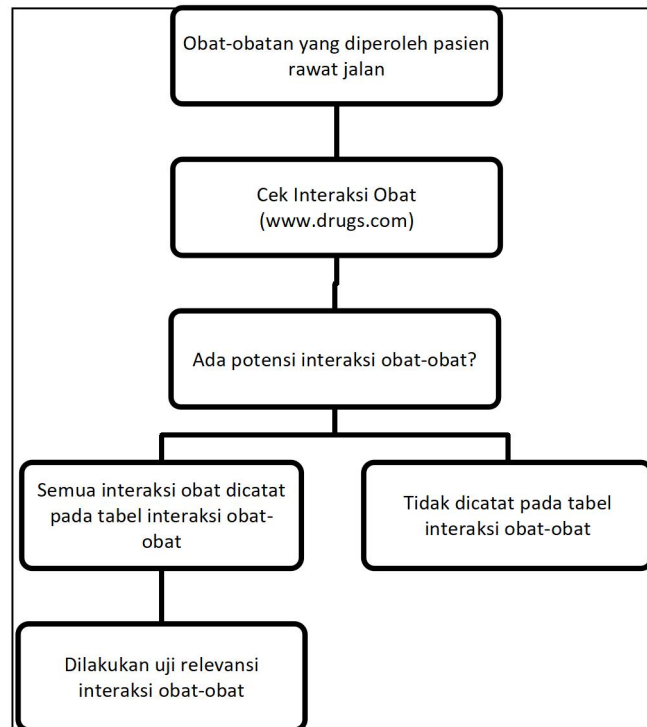 Obat-obatan yang diperoleh pasien
rawat jalan
Cek Interaksi Obat
(www.drugs.com)
Ada potensi interaksi obat-obat?
Semua interaksi obat dicatat
pada tabel interaksi obat-
obat
Tidak dicatat pada tabel
interaksi obat-obat
Dilakukan uji relevansi
interaksi obat-obat